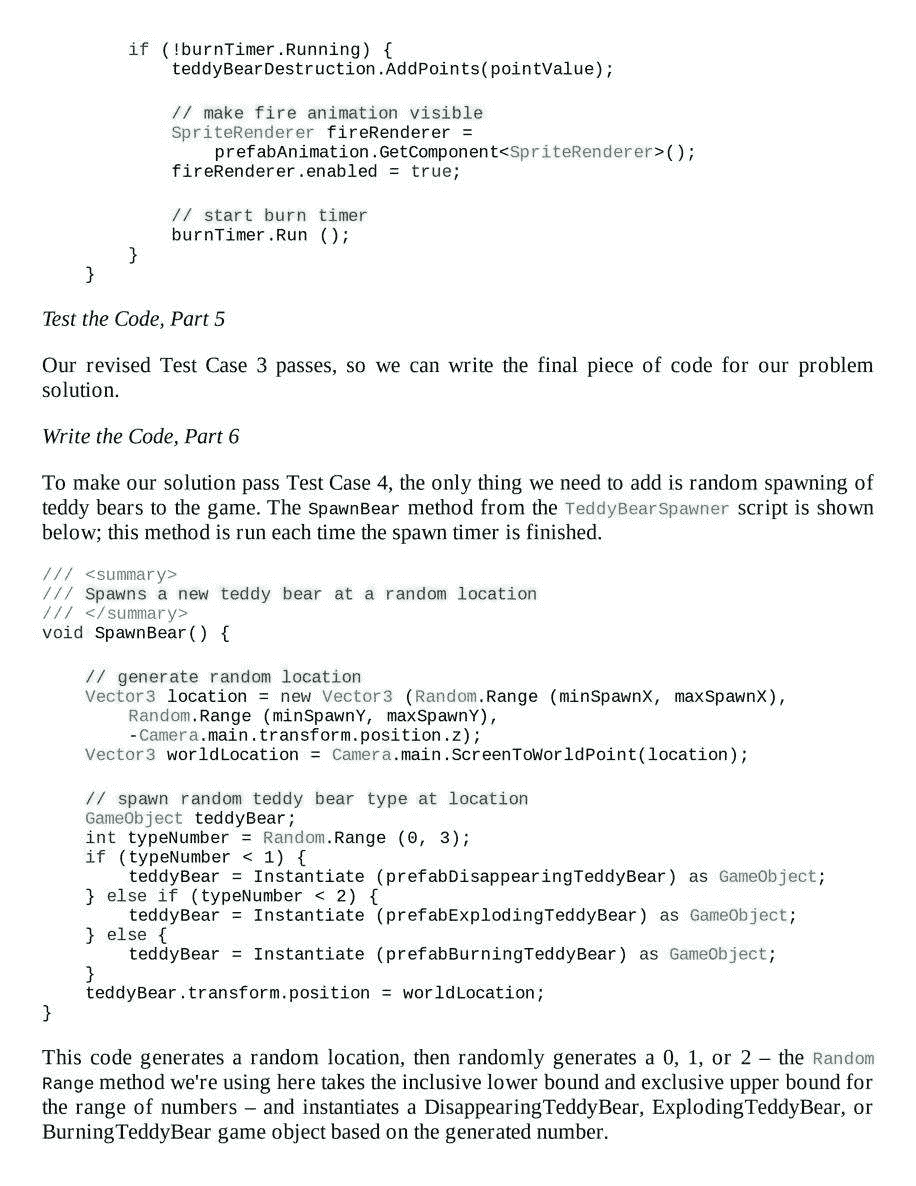 if (!burnTimer.Running) {
teddyBearDestruction.AddPoints(pointValue);
// make fire animation visible
SpriteRenderer fireRenderer =
prefabAnimation.GetComponent<SpriteRenderer>();
fireRenderer.enabled = true;
// start burn timer
burnTimer.Run ();
}
}
Test the Code, Part 5
Our revised Test Case 3 passes, so we can write the final piece of code for our problem
solution.
Write the Code, Part 6
To make our solution pass Test Case 4, the only thing we need to add is random spawning of
teddy bears to the game. The SpawnBear method from the TeddyBearSpawner script is shown
below; this method is run each time the spawn timer is finished.
/// <summary>
/// Spawns a new teddy bear at a random location
/// </summary>
void SpawnBear() {
// generate random location
Vector3 location = new Vector3 (Random.Range (minSpawnX, maxSpawnX),
Random.Range (minSpawnY, maxSpawnY),
-Camera.main.transform.position.z);
Vector3 worldLocation = Camera.main.ScreenToWorldPoint(location);
// spawn random teddy bear type at location
GameObject teddyBear;
int typeNumber = Random.Range (0, 3);
if (typeNumber < 1) {
teddyBear = Instantiate (prefabDisappearingTeddyBear) as GameObject;
} else if (typeNumber < 2) {
teddyBear = Instantiate (prefabExplodingTeddyBear) as GameObject;
} else {
teddyBear = Instantiate (prefabBurningTeddyBear) as GameObject;
}
teddyBear.transform.position = worldLocation;
}
This code generates a random location, then randomly generates a 0, 1, or 2 – the Random
Range method we're using here takes the inclusive lower bound and exclusive upper bound for
the range of numbers – and instantiates a DisappearingTeddyBear, ExplodingTeddyBear, or
BurningTeddyBear game object based on the generated number.